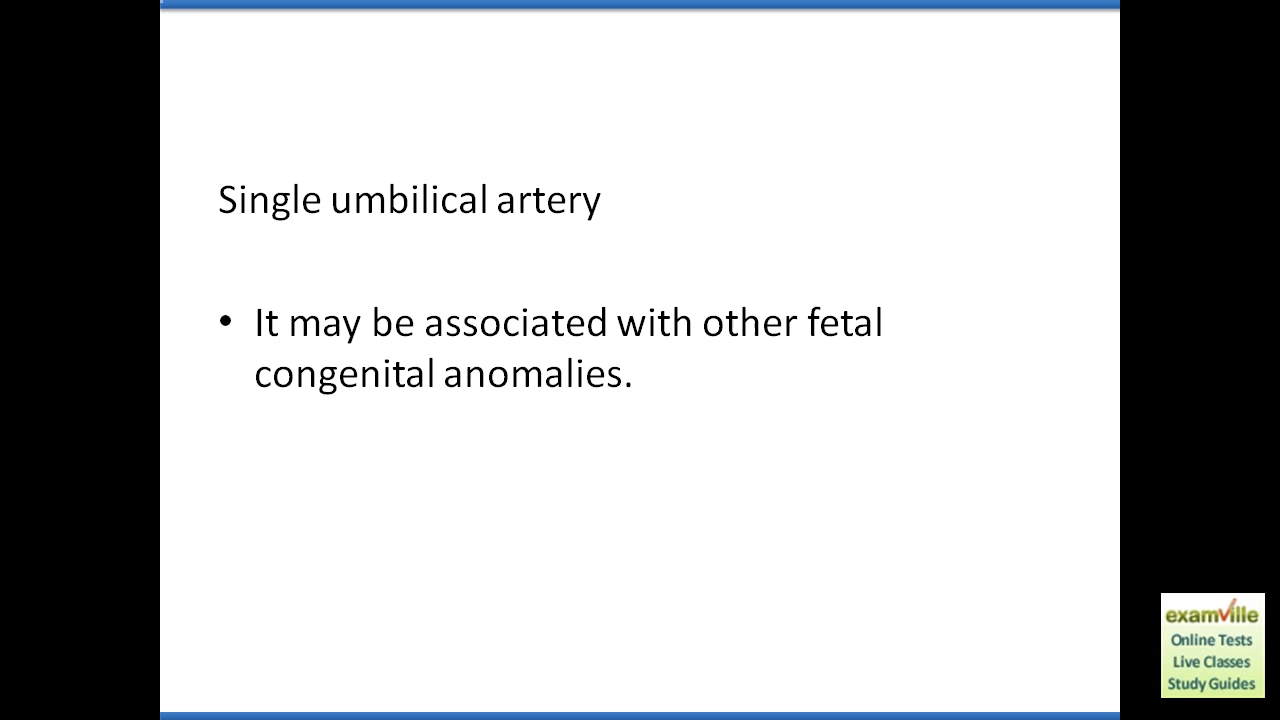 Single umbilical artery
• It may be associated with other fetal
congenital anomalies.
examville
Online Tests
Live Classes
Study Guides